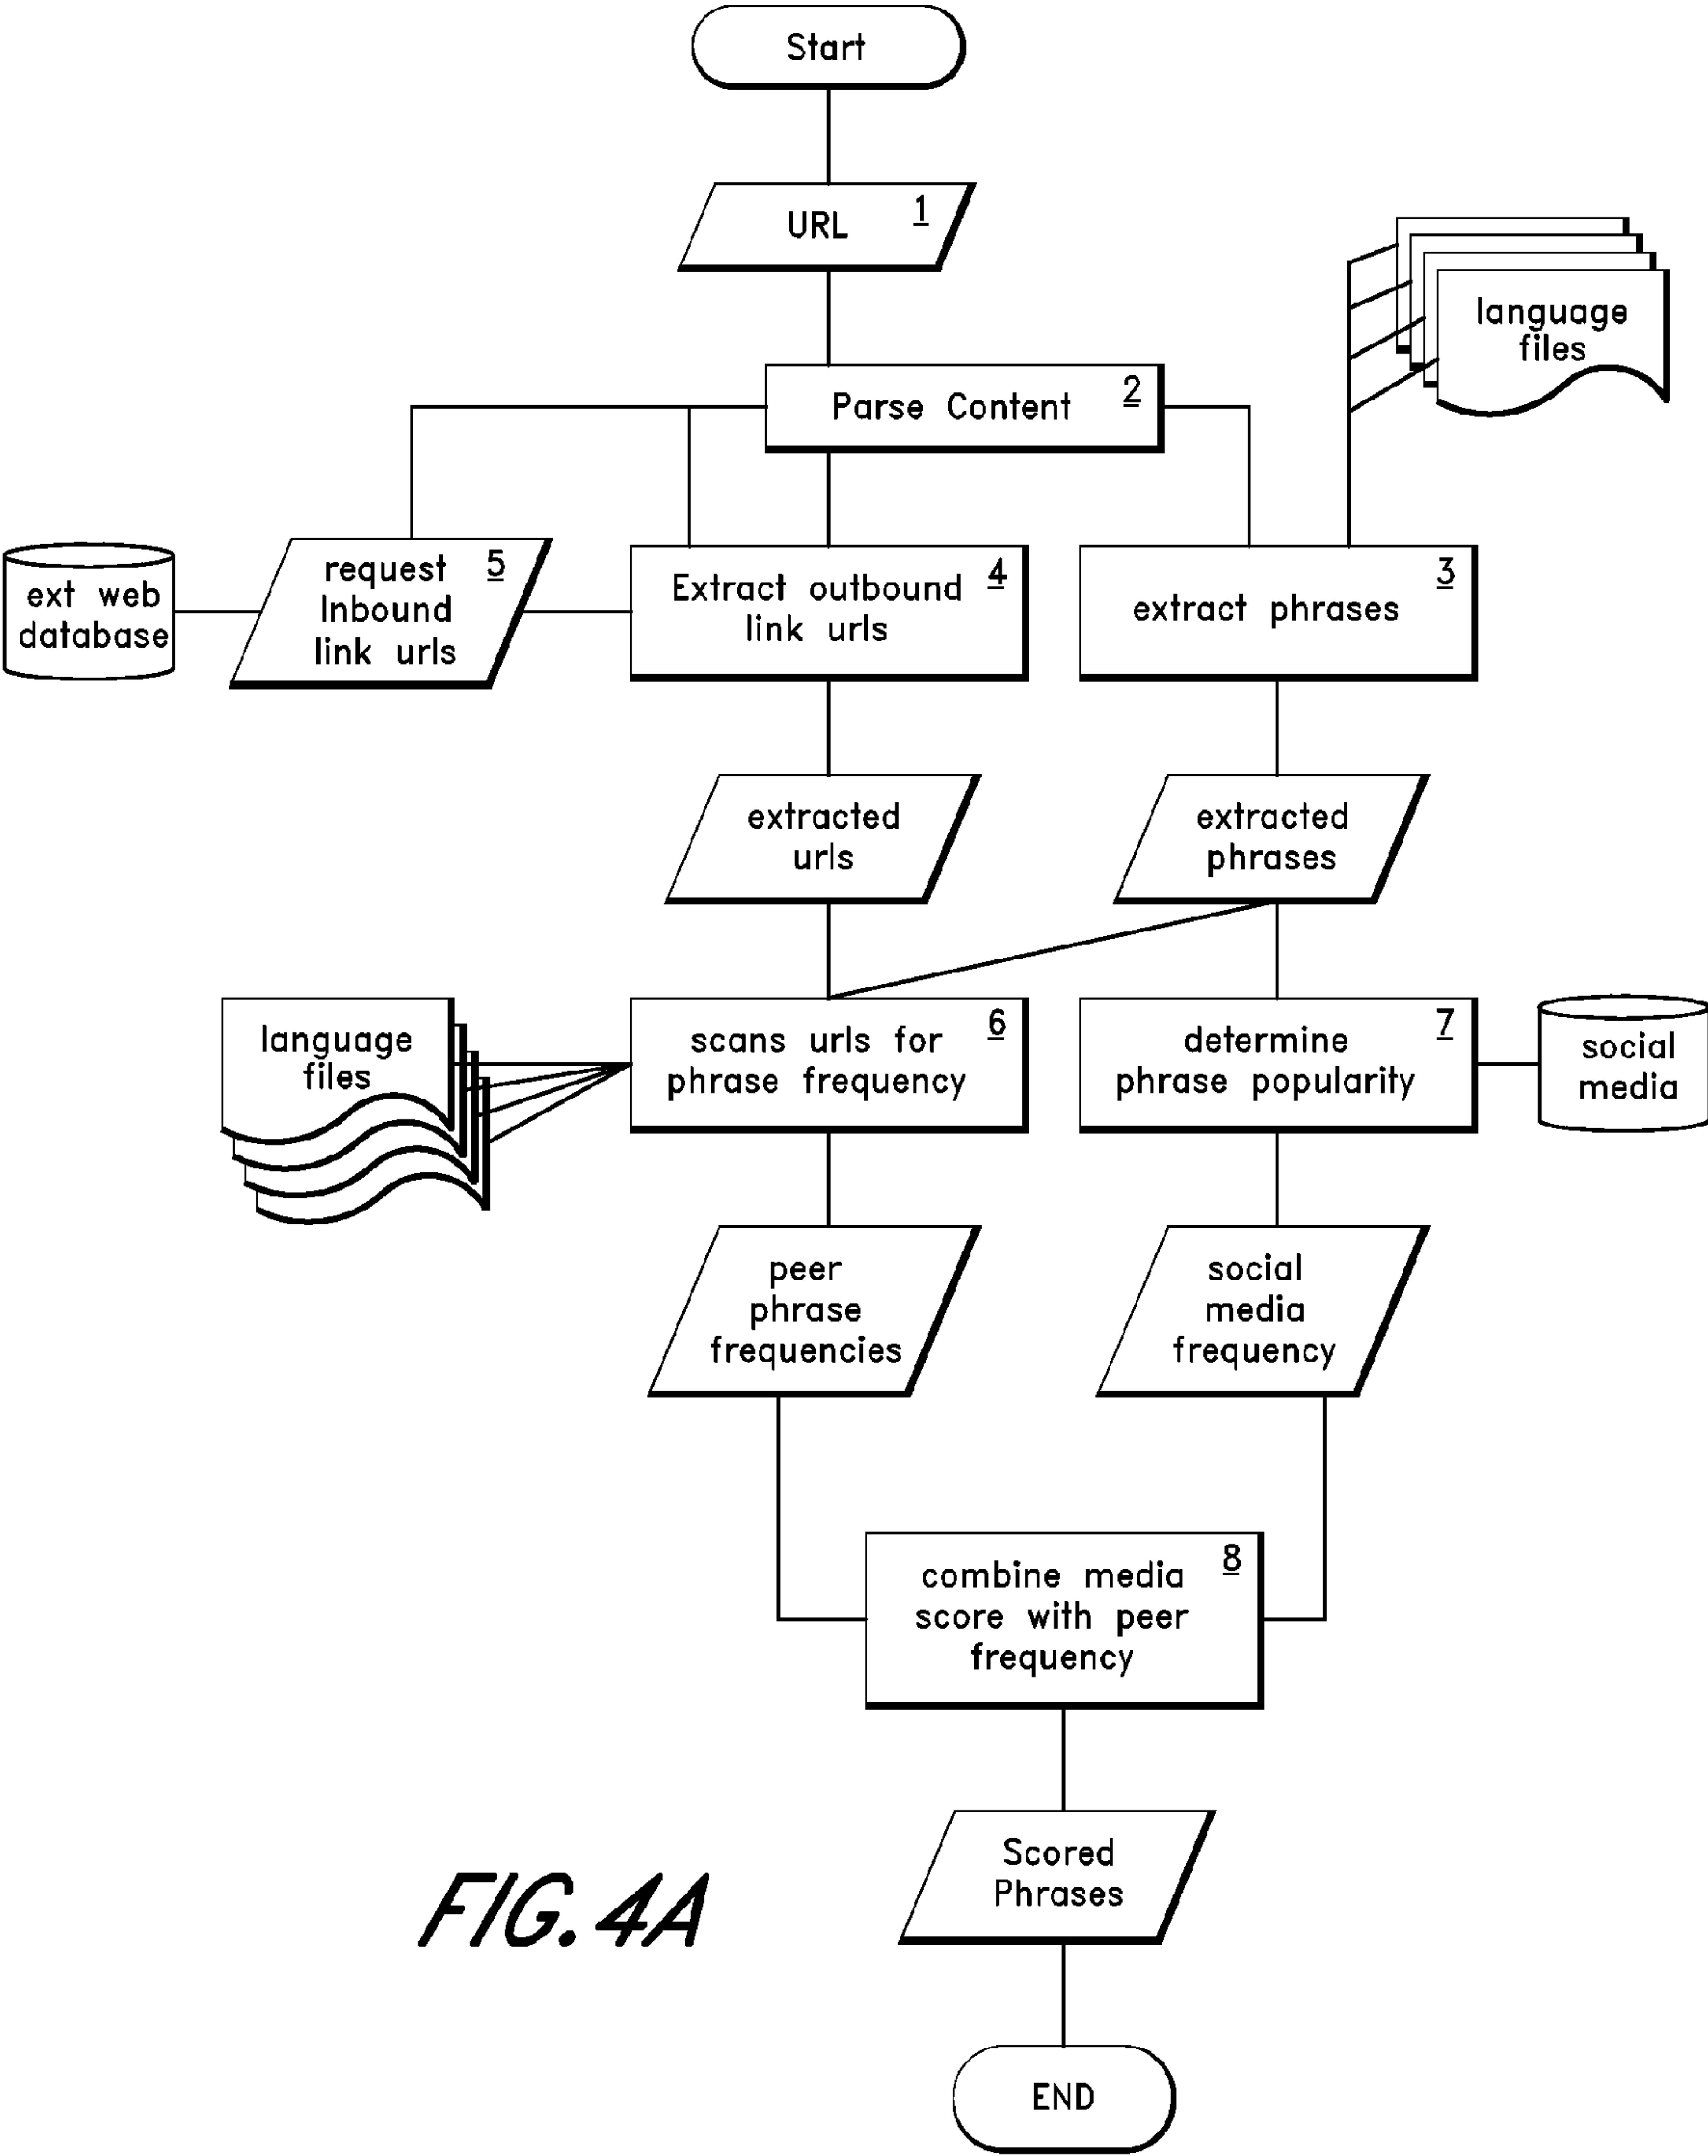 Start
URL
1
language
files
Parse Content
2
ext web
database
request
Inbound
link urls
5
Extract outbound
link urls
4
extract phrases
3
extracted
urls
extracted
phrases
language
files
scans urls for
phrase frequency
6
determine
phrase popularity
7
social
media
peer
phrase
frequencies
social
media
frequency
combine media
score with peer
frequency
8
Scored
Phrases
FIG. 4A
END